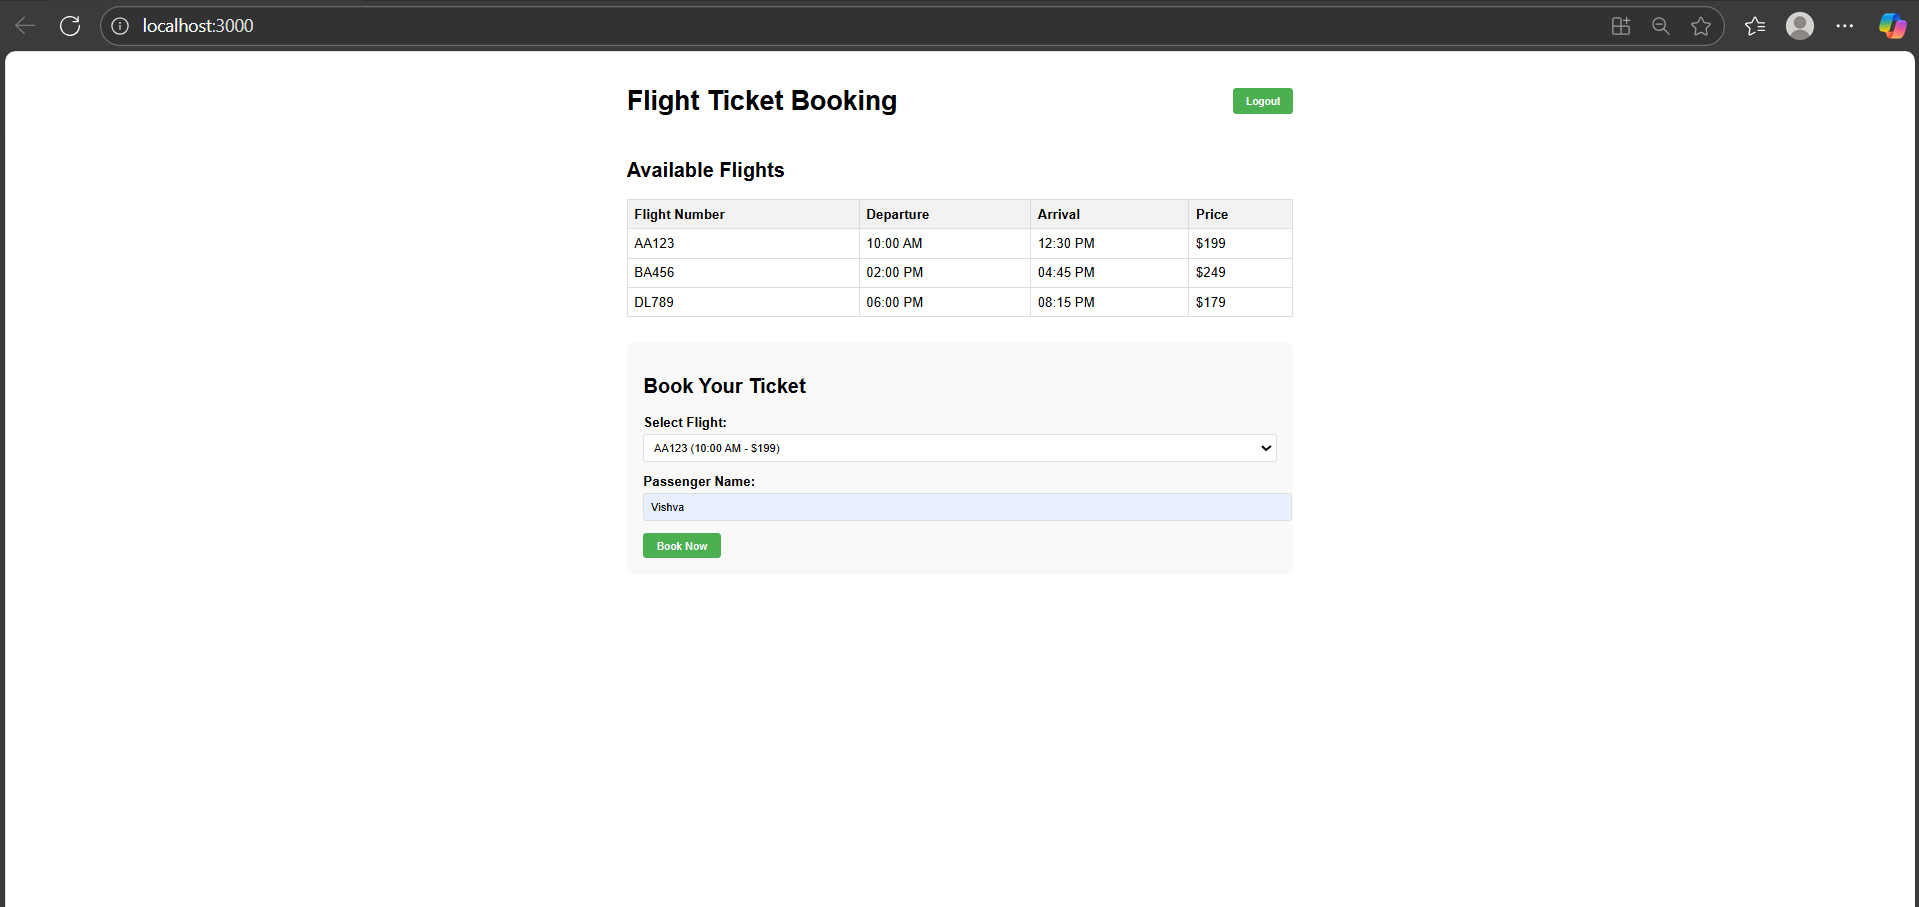 localhost:3000
Flight Ticket Booking
Logout
Available Flights
Flight Number Departure Arrival Price
AA123 10:00 AM 12:30 PM $199
BA456 02:00 PM 04:45 PM $249
DL789 06:00 PM 08:15 PM $179
Book Your Ticket
Select Flight:
AA123 (10:00 AM - $199)
Passenger Name:
Vishva
Book Now